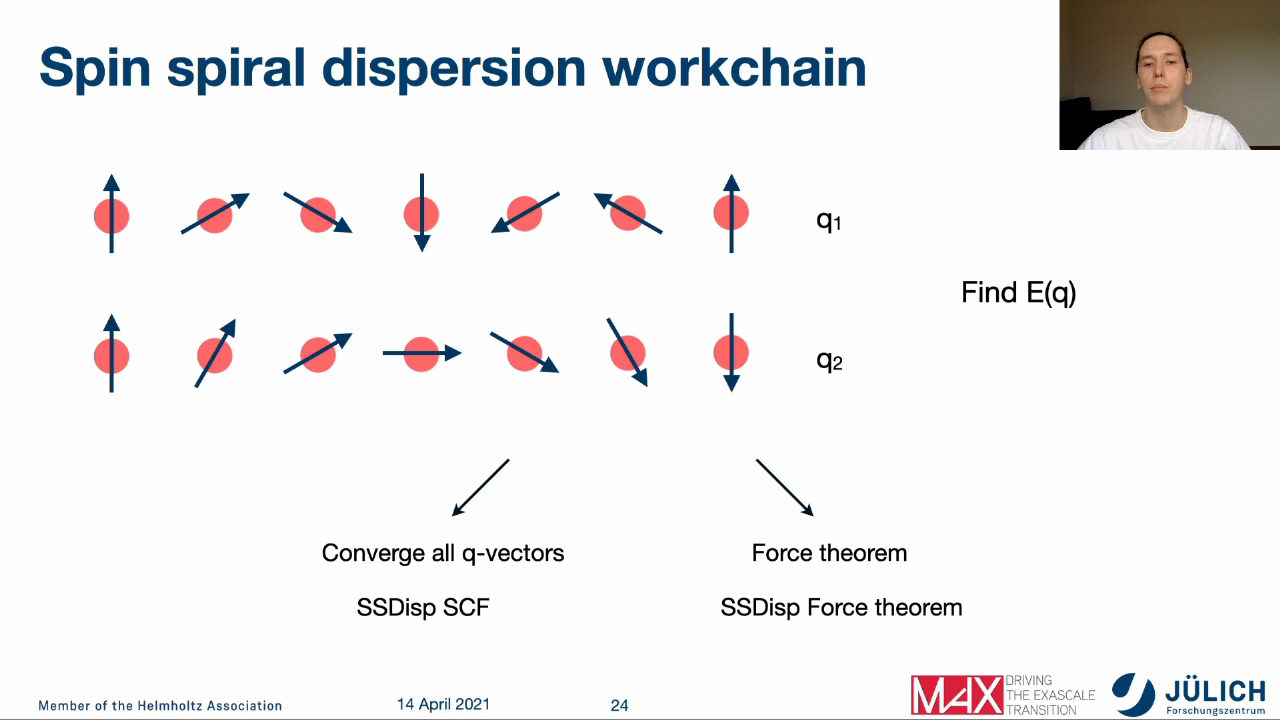 Spin spiral dispersion workchain
q1
Find E(q)
q2
Converge all q-vectors
Force theorem
SSDisp SCF
SSDisp Force theorem
Member of the Helmholtz Association
14 April 2021
24
MAX
DRIVING
THE EXASCALE
TRANSITION
JÜLICH
Forschungszentrum